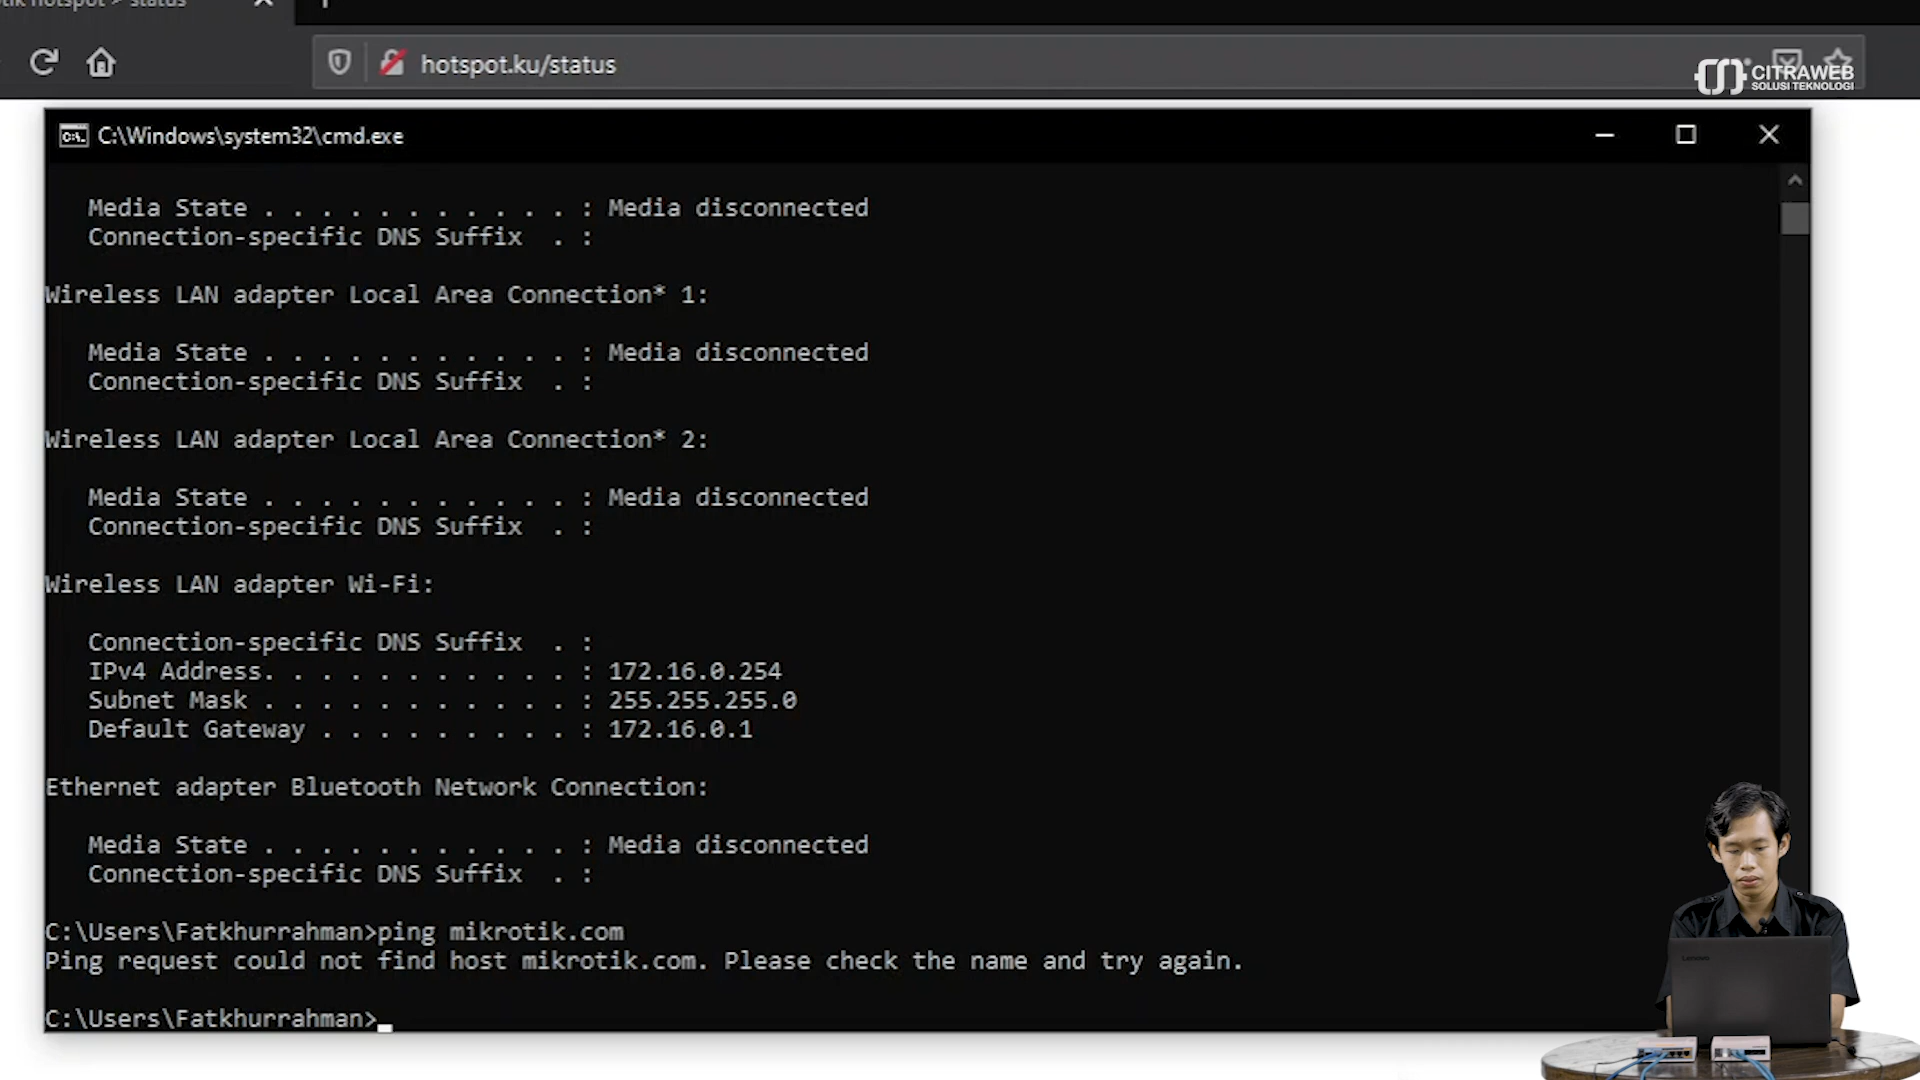 hotspot > status
hotspot.ku/status
CITRAWEB
SOLUSI TEKNOLOGI
C:\Windows\system32\cmd.exe
Media State . . . . . . . . . . . : Media disconnected
Connection-specific DNS Suffix  . :
Wireless LAN adapter Local Area Connection* 1:
Media State . . . . . . . . . . . : Media disconnected
Connection-specific DNS Suffix  . :
Wireless LAN adapter Local Area Connection* 2:
Media State . . . . . . . . . . . : Media disconnected
Connection-specific DNS Suffix  . :
Wireless LAN adapter Wi-Fi:
Connection-specific DNS Suffix  . :
IPv4 Address. . . . . . . . . . . : 172.16.0.254
Subnet Mask . . . . . . . . . . . : 255.255.255.0
Default Gateway . . . . . . . . . : 172.16.0.1
Ethernet adapter Bluetooth Network Connection:
Media State . . . . . . . . . . . : Media disconnected
Connection-specific DNS Suffix  . :
C:\Users\Fatkhurrahman>ping mikrotik.com
Ping request could not find host mikrotik.com. Please check the name and try again.
C:\Users\Fatkhurrahman>
Lenovo